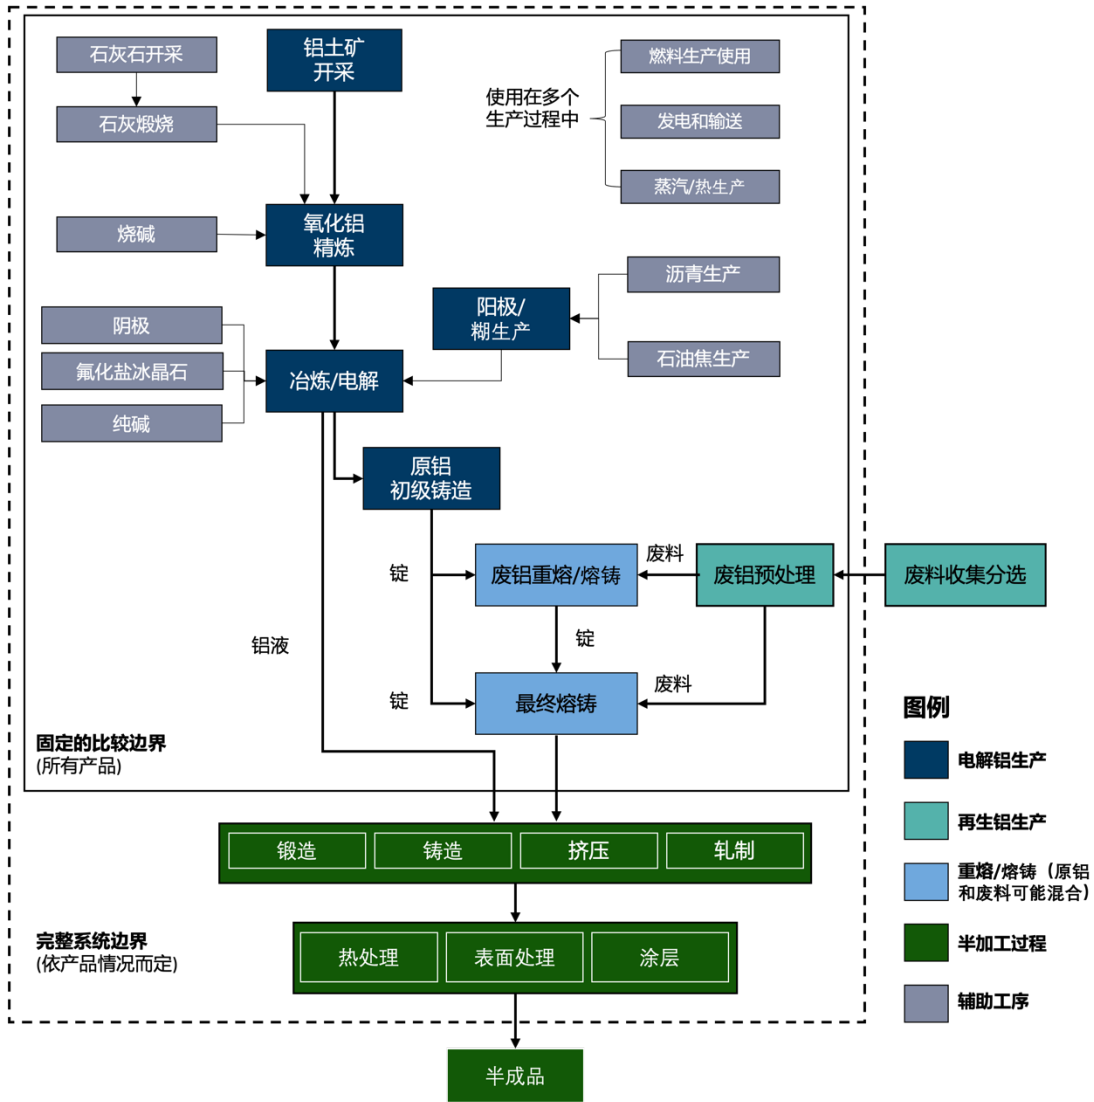 石灰石开采
铝土矿
开采
燃料生产使用
使用在多个
生产过程中
石灰煅烧
发电和输送
蒸汽/热生产
烧碱
氧化铝
精炼
沥青生产
阳极/
糊生产
阴极
氟化盐冰晶石
冶炼/电解
石油焦生产
纯碱
原铝
初级铸造
锭
废铝重熔/熔铸
废料
废铝预处理
废料收集分选
铝液
锭
锭
最终熔铸
废料
固定的比较边界
(所有产品)
锻造
铸造
挤压
轧制
完整系统边界
(依产品情况而定)
热处理
表面处理
涂层
半成品
图例
电解铝生产
再生铝生产
重熔/熔铸（原铝
和废料可能混合）
半加工过程
辅助工序